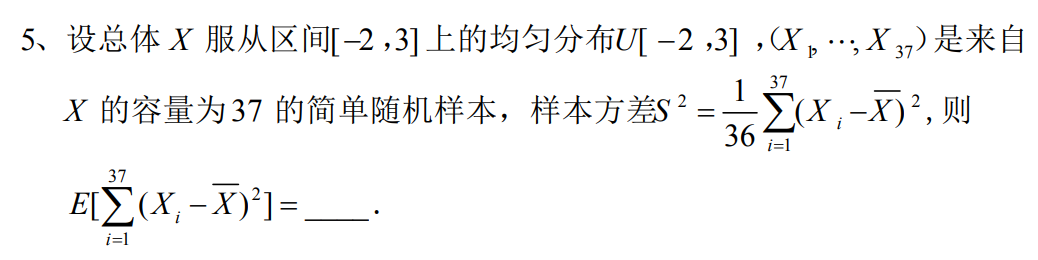 5、设总体 X 服从区间[−2 ,3]上的均匀分布U[ −2 ,3] ,(X₁, ⋯, X₃₇) 是来自
X 的容量为37 的简单随机样本，样本方差S² = 1/36 ∑_{i=1}^{37}(X_i −X̄)² , 则
E[∑_{i=1}^{37}(X_i − X̄)²] = ____ .